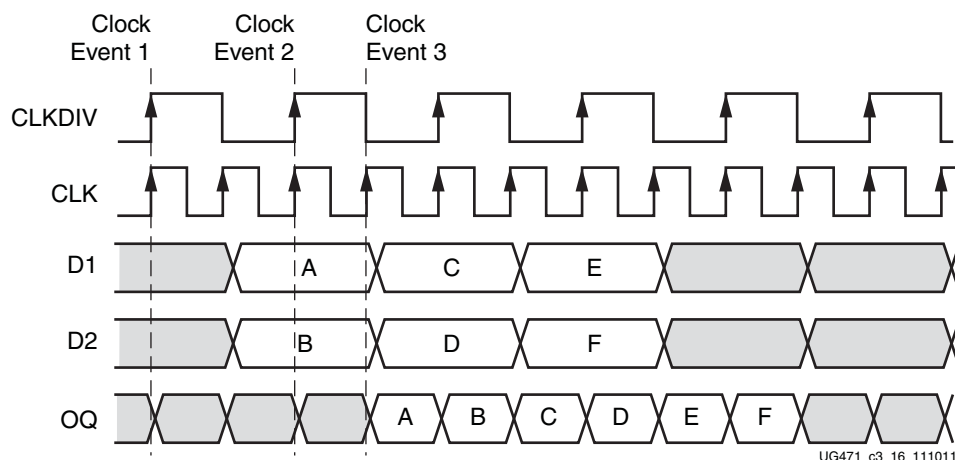 Clock
Event 1
Clock
Event 2
Clock
Event 3
CLKDIV
CLK
D1
A
C
E
D2
B
D
F
OQ
A
B
C
D
E
F
UG471_c3_16_111011